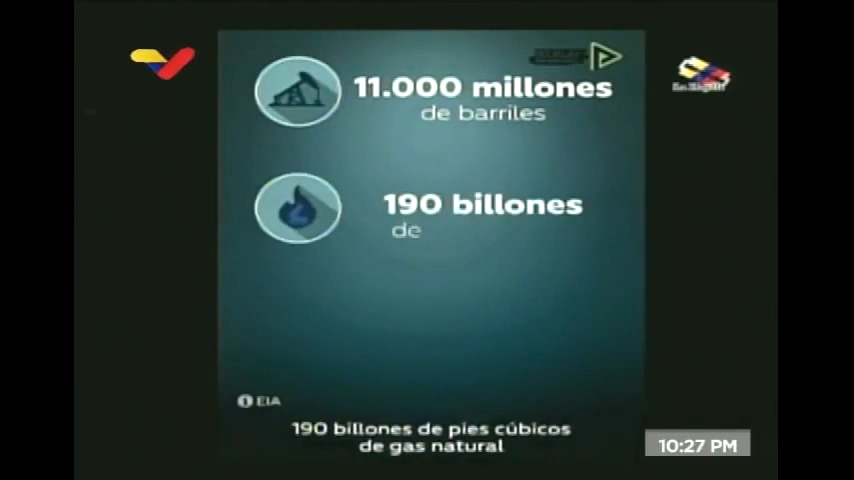 11.000 millones
de barriles
190 billones
de
EIA
190 billones de pies cúbicos
de gas natural
10:27 PM